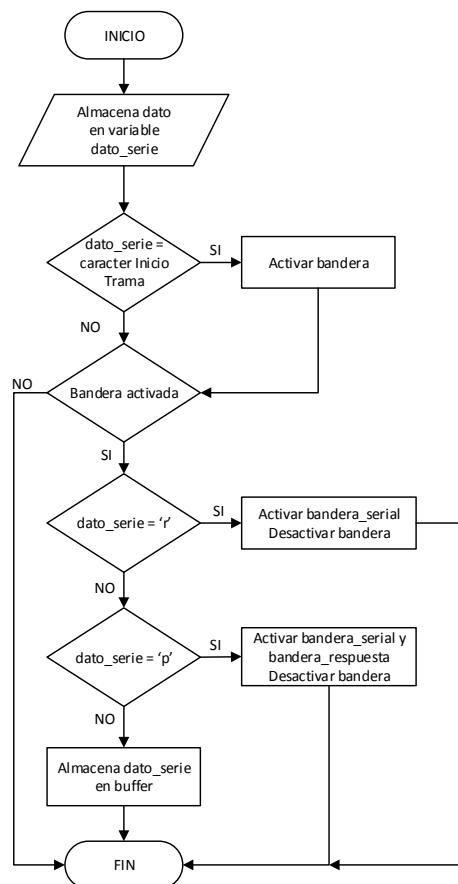 INICIO
Almacena dato
en variable
dato_serie
dato_serie =
caracter Inicio
Trama
SI
Activar bandera
NO
NO
Bandera activada
SI
dato_serie = ‘r’
SI
Activar bandera_serial
Desactivar bandera
NO
dato_serie = ‘p’
SI
Activar bandera_serial y
bandera_respuesta
Desactivar bandera
NO
Almacena dato_serie
en buffer
FIN